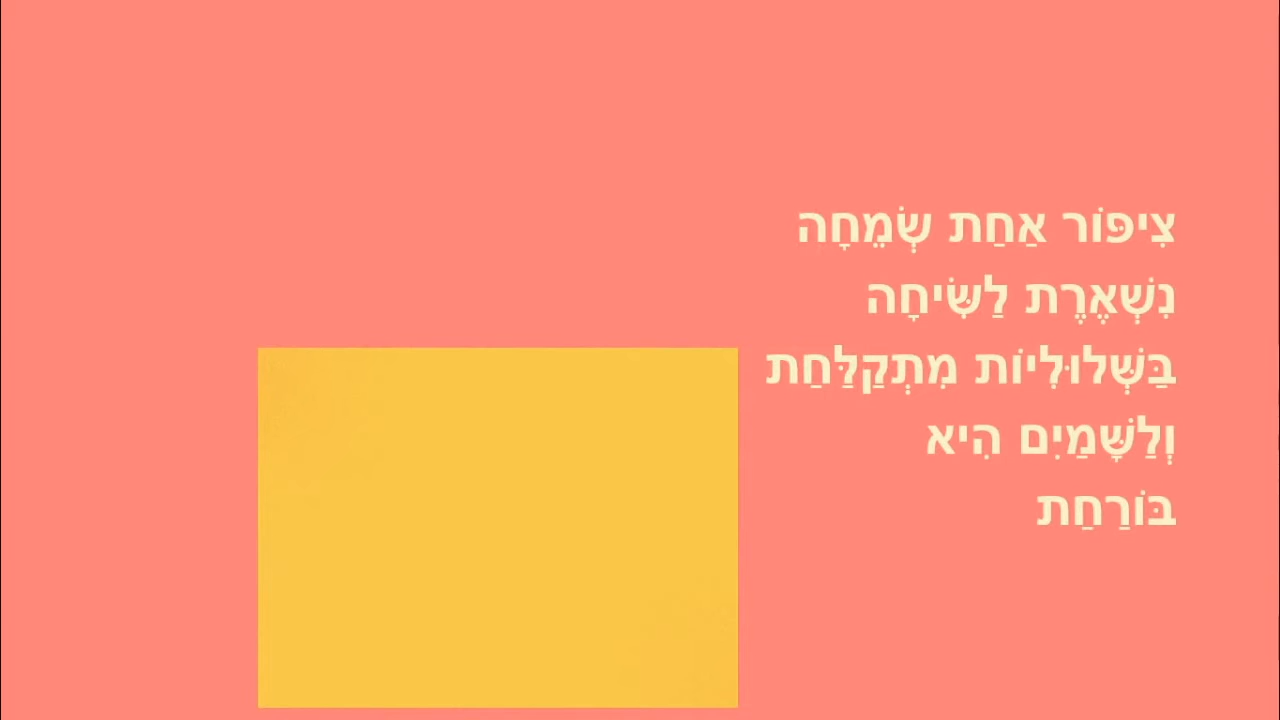 צִיפּוֹר אַחַת שְׂמֵחָה
נִשְׁאֶרֶת לַשִּׂיחָה
בַּשְּׁלוּלִיּוֹת מִתְקַלַּחַת
וְלַשָּׁמַיִם הִיא
בּוֹרַחַת